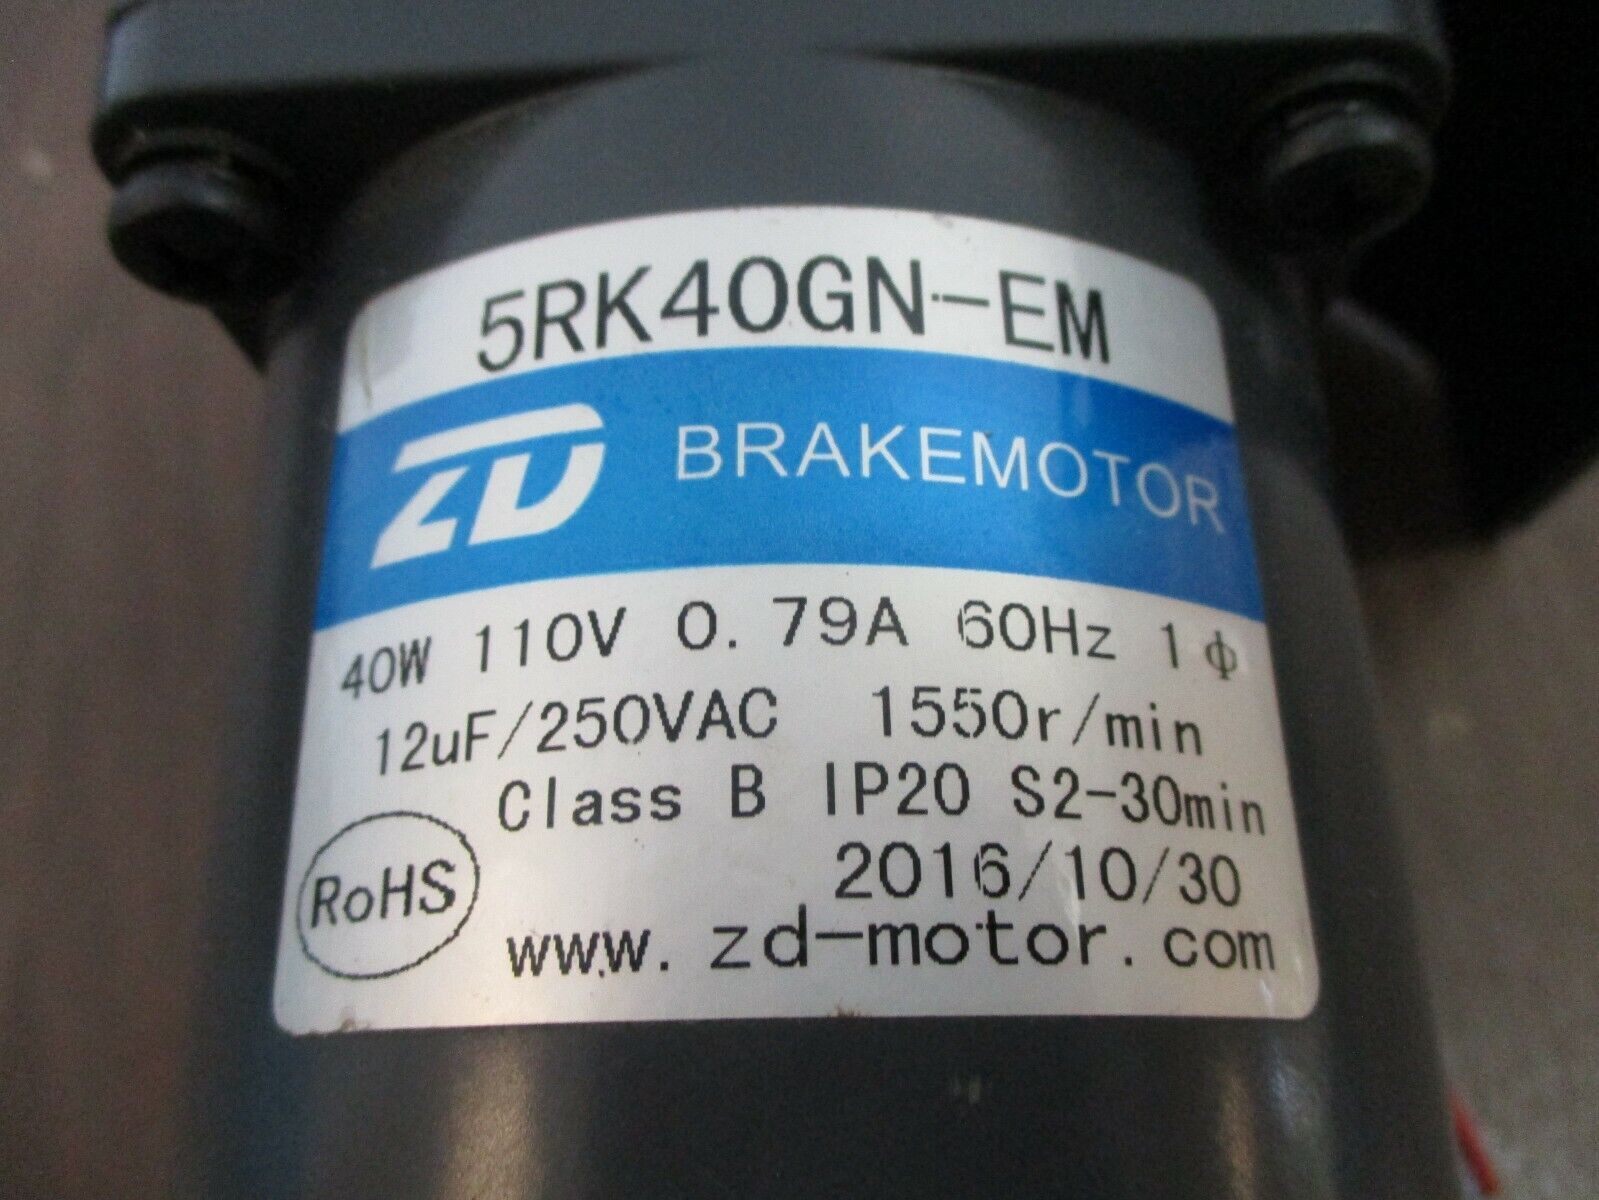 5RK40GN-EM
ZD BRAKEMOTOR
40W 110V 0.79A 60Hz 1ϕ
12uF/250VAC 1550r/min
Class B IP20 S2-30min
2016/10/30
RoHS
www.zd-motor.com